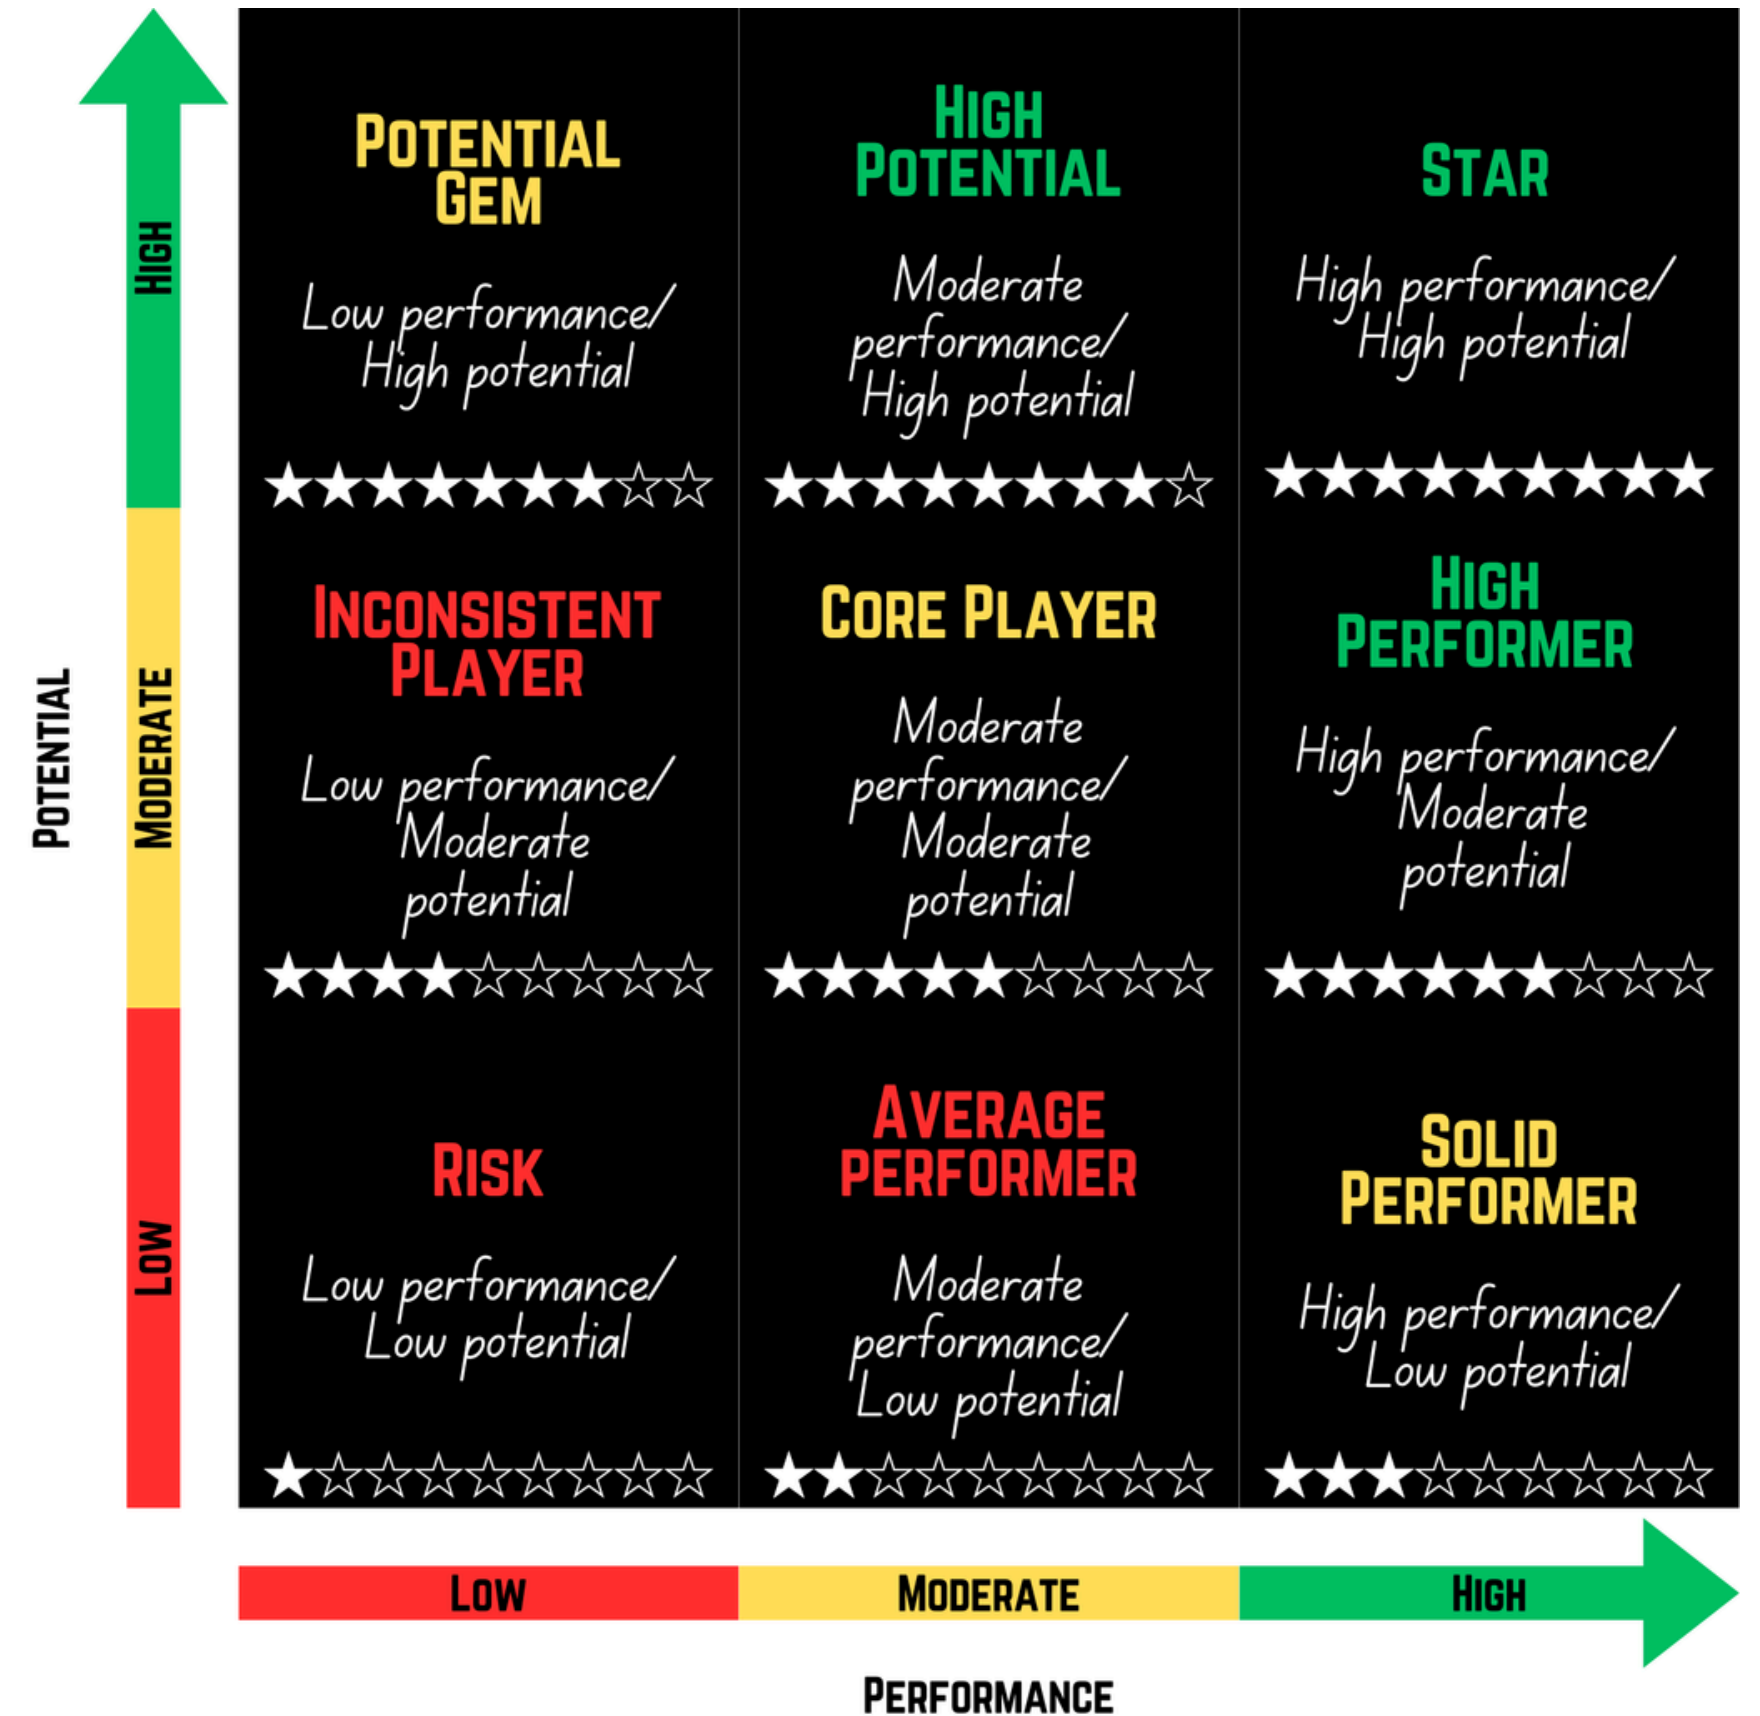 POTENTIAL
HIGH
MODERATE
LOW
POTENTIAL
GEM
Low performance/
High potential
★★★★★★★☆☆
HIGH
POTENTIAL
Moderate
performance/
High potential
★★★★★★★★☆
STAR
High performance/
High potential
★★★★★★★★★
INCONSISTENT
PLAYER
Low performance/
Moderate
potential
★★★★☆☆☆☆☆
CORE PLAYER
Moderate
performance/
Moderate
potential
★★★★★☆☆☆☆
HIGH
PERFORMER
High performance/
Moderate
potential
★★★★★★☆☆☆
RISK
Low performance/
Low potential
★☆☆☆☆☆☆☆☆
AVERAGE
PERFORMER
Moderate
performance/
Low potential
★★☆☆☆☆☆☆☆
SOLID
PERFORMER
High performance/
Low potential
★★★☆☆☆☆☆☆
LOW
MODERATE
HIGH
PERFORMANCE